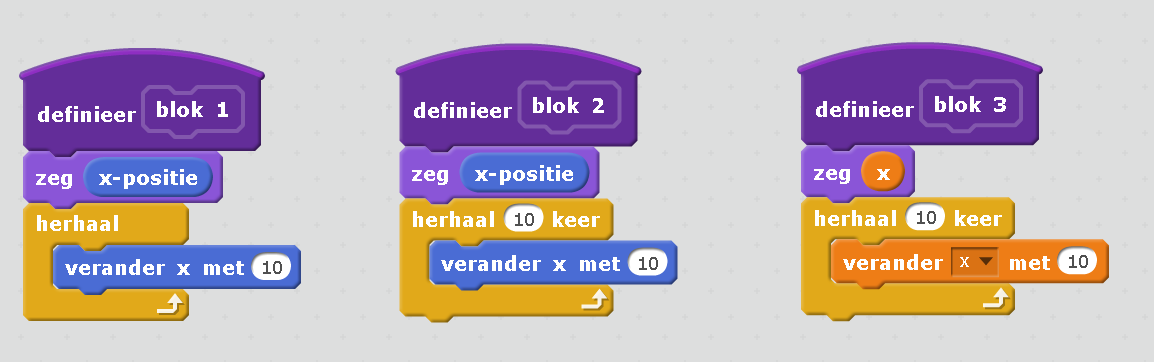 definieer blok 1
zeg x-positie
herhaal
verander x met 10
definieer blok 2
zeg x-positie
herhaal 10 keer
verander x met 10
definieer blok 3
zeg x
herhaal 10 keer
verander x met 10